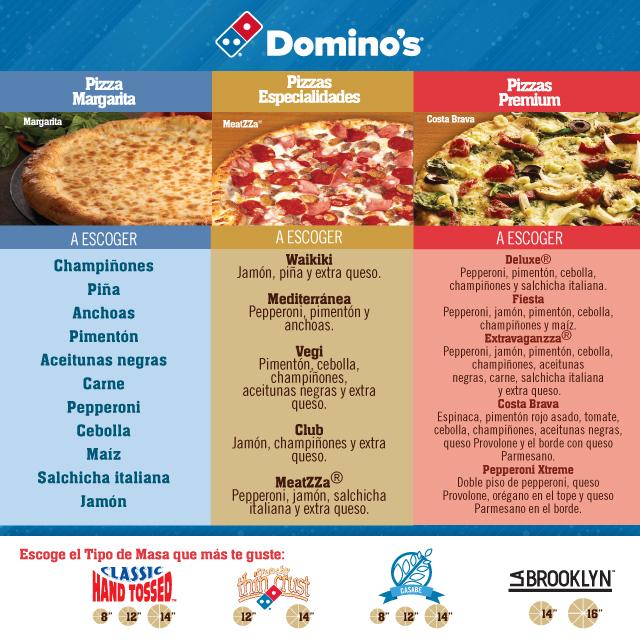 Domino's®
Pizza
Margarita
Pizzas
Especialidades
Pizzas
Premium
Margarita
MeatZZa®
Costa Brava
A ESCOGER
A ESCOGER
A ESCOGER
Champiñones
Piña
Anchoas
Pimentón
Aceitunas negras
Carne
Pepperoni
Cebolla
Maíz
Salchicha italiana
Jamón
Waikiki
Jamón, piña y extra queso.
Mediterránea
Pepperoni, pimentón y
anchoas.
Vegi
Pimentón, cebolla,
champiñones,
aceitunas negras y extra
queso.
Club
Jamón, champiñones y extra
queso.
MeatZZa®
Pepperoni, jamón, salchicha
italiana y extra queso.
Deluxe®
Pepperoni, pimentón, cebolla,
champiñones y salchicha italiana.
Fiesta
Pepperoni, jamón, pimentón, cebolla,
champiñones y maíz.
Extravaganzza®
Pepperoni, jamón, pimentón, cebolla,
champiñones, aceitunas
negras, carne, salchicha italiana
y extra queso.
Costa Brava
Espinaca, pimentón rojo asado, tomate,
cebolla, champiñones, aceitunas negras,
queso Provolone y el borde con queso
Parmesano.
Pepperoni Xtreme
Doble piso de pepperoni, queso
Provolone, orégano en el tope y queso
Parmesano en el borde.
Escoge el Tipo de Masa que más te guste:
CLASSIC
HAND TOSSED™
8" 12" 14"
thin crust
12" 14"
CASABE
8" 12" 14"
BROOKLYN™
14" 16"